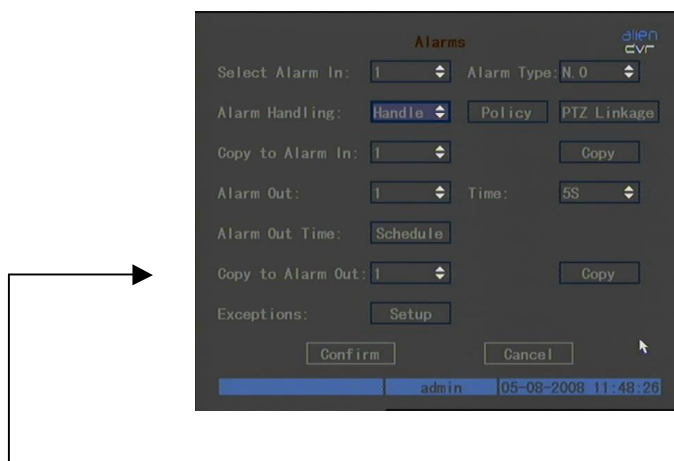 Alarms
alien
dvr
Select Alarm In: 1 Alarm Type: N.O
Alarm Handling: Handle Policy PTZ Linkage
Copy to Alarm In: 1 Copy
Alarm Out: 1 Time: 5S
Alarm Out Time: Schedule
Copy to Alarm Out: 1 Copy
Exceptions: Setup
Confirm Cancel
admin 05-08-2008 11:48:26